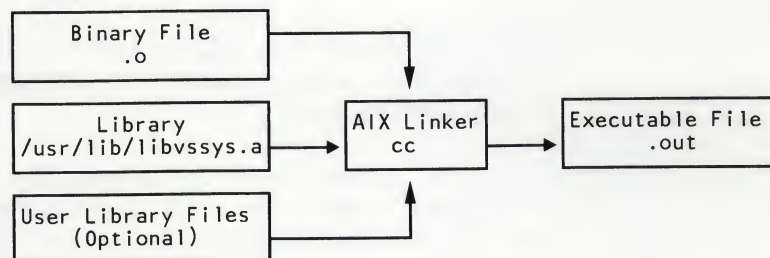 Binary File
.o
Library
/usr/lib/libvssys.a
User Library Files
(Optional)
AIX Linker
cc
Executable File
.out